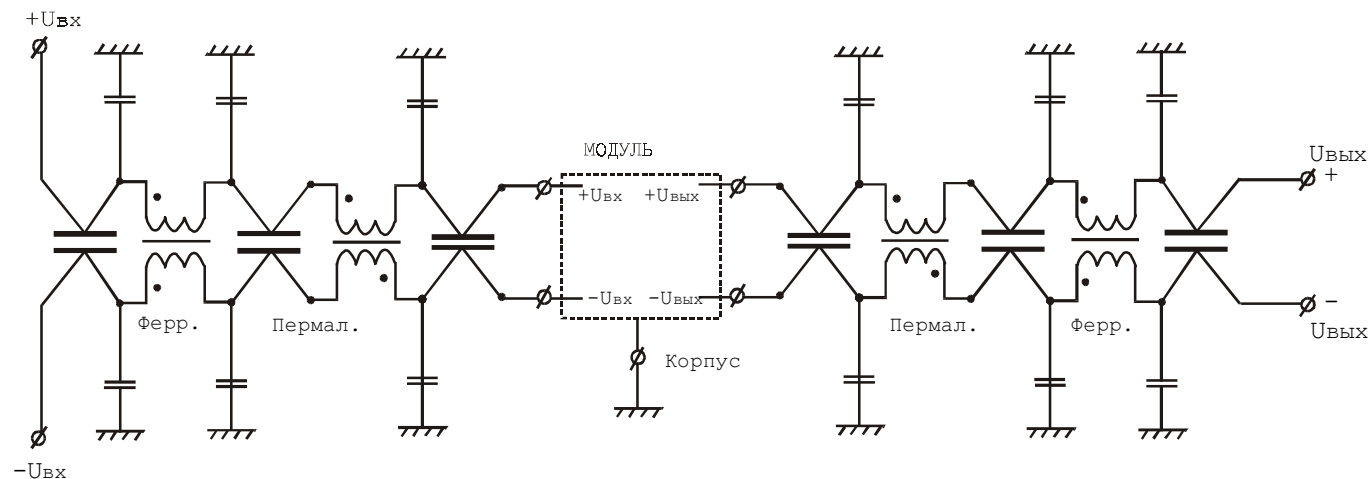 +Uвх
МОДУЛЬ
+Uвх
+Uвых
Uвых
+
-Uвх
-Uвых
-
Uвых
Ферр.
Пермал.
Пермал.
Ферр.
Корпус
-Uвх